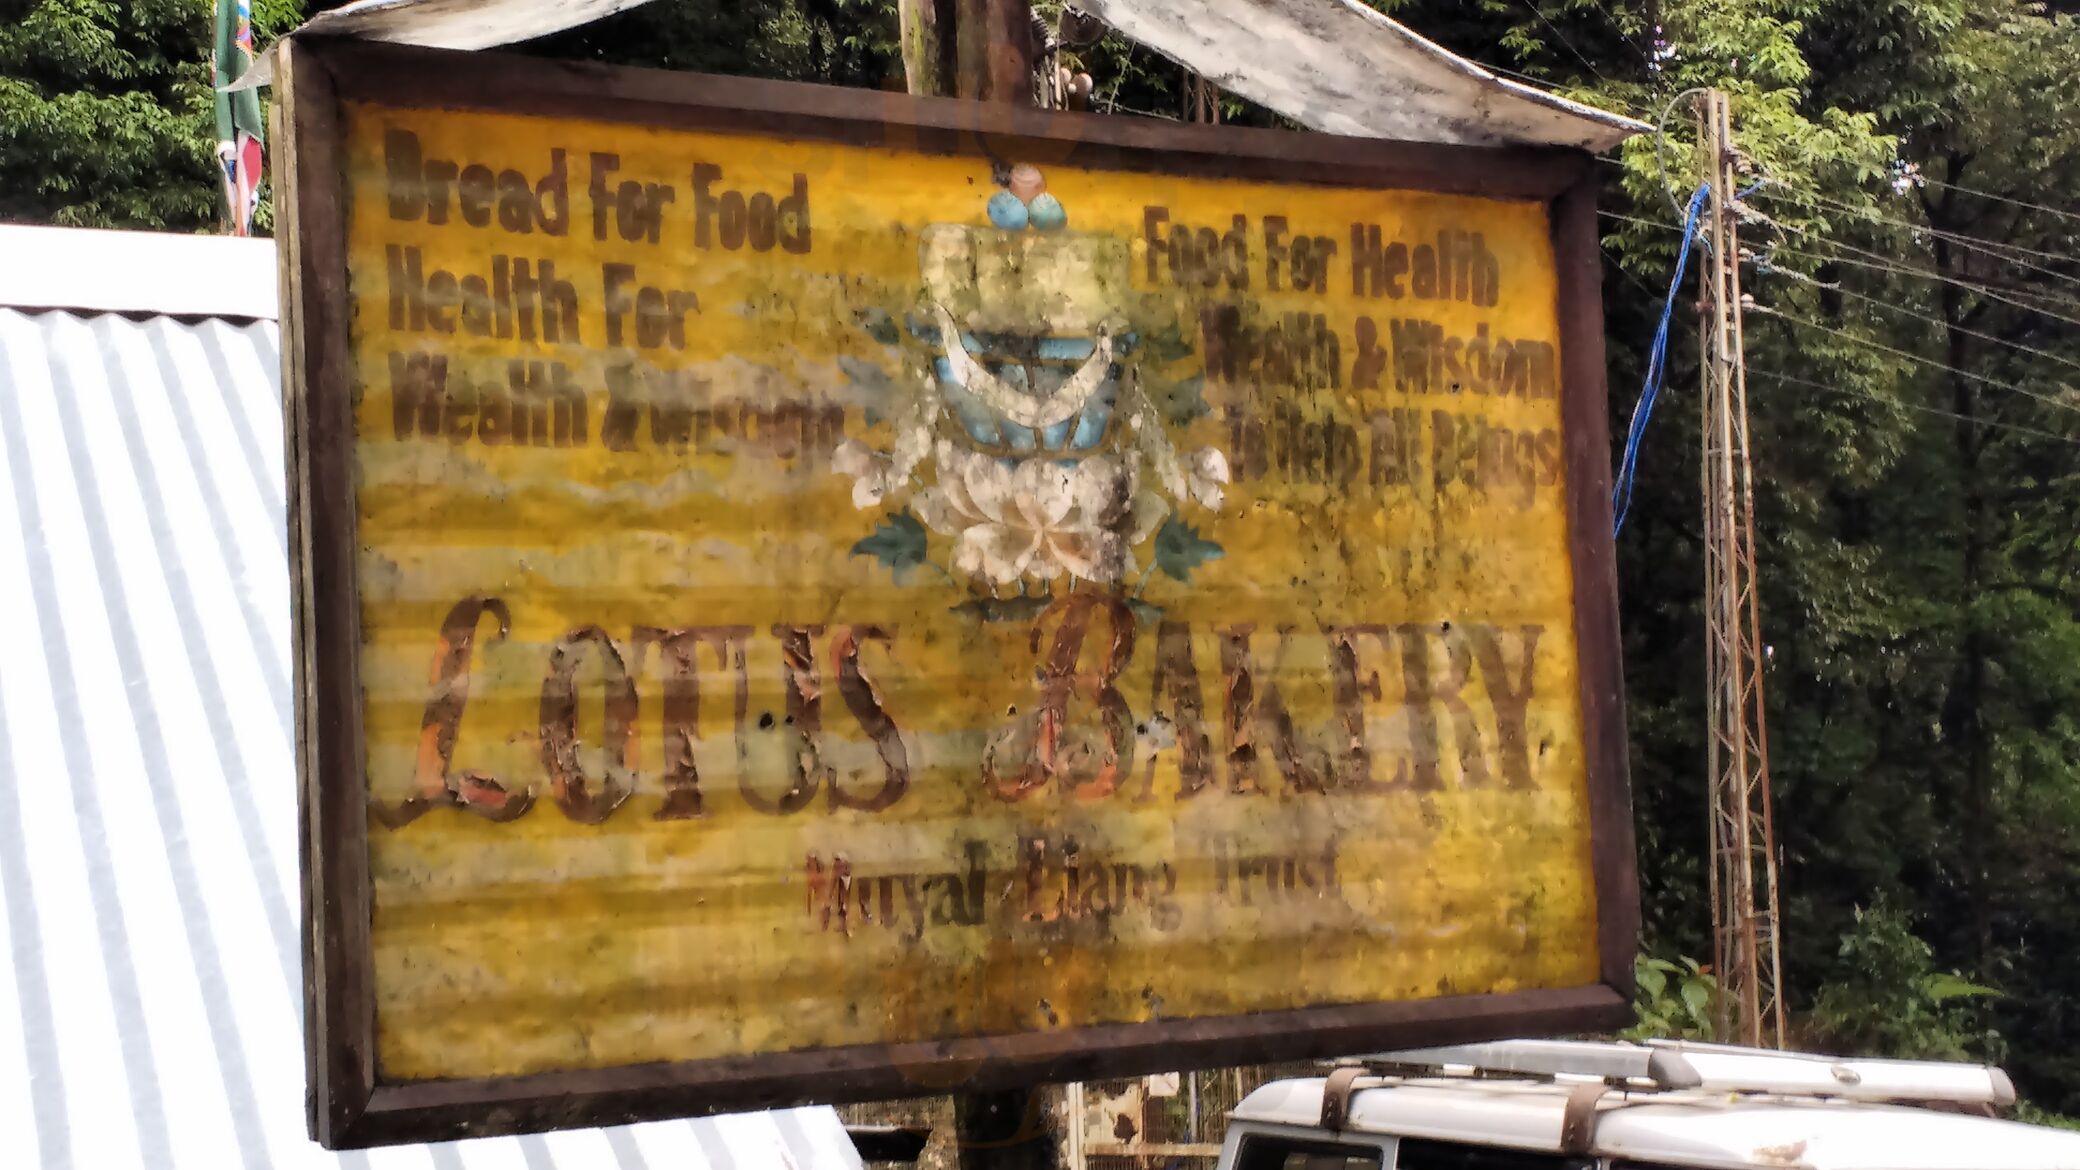 Bread For Food
Health For
Wealth & Wisdom
Food For Health
Wealth & Wisdom
To Help All Beings
LOTUS BAKERY
Muyal Liang Trust